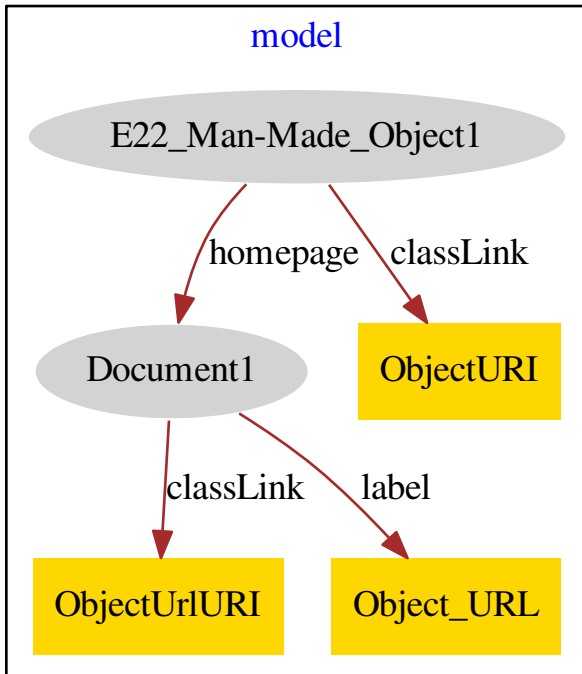 model
E22_Man-Made_Object1
homepage
classLink
Document1
ObjectURI
classLink
label
ObjectUrlURI
Object_URL